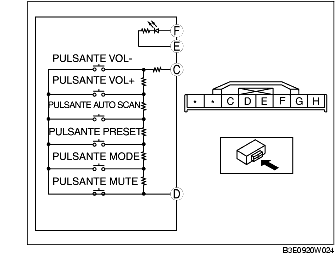 F
E
PULSANTE VOL-
C
PULSANTE VOL+
PULSANTE AUTO SCAN
* * C D E F G H
PULSANTE PRESET
PULSANTE MODE
PULSANTE MUTE
D
B3E0920W024